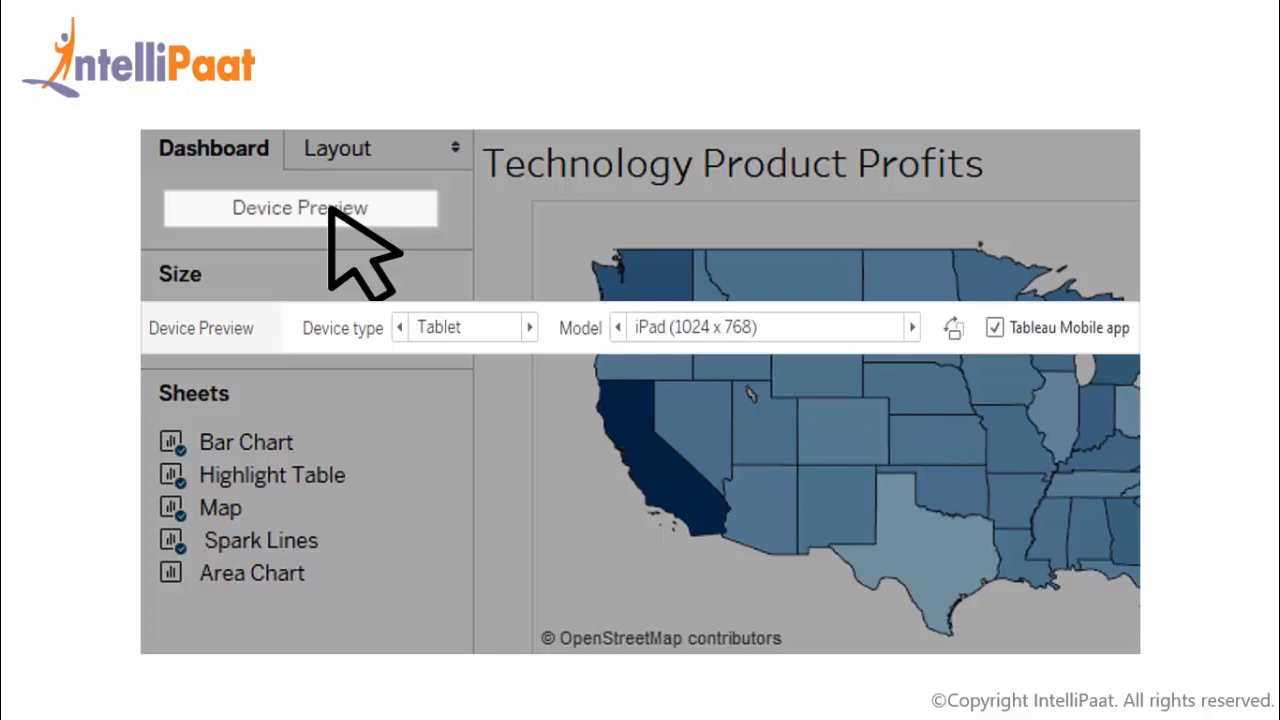 IntelliPaat
Dashboard
Layout
Technology Product Profits
Device Preview
Size
Device Preview Device type Tablet Model iPad (1024 x 768) Tableau Mobile app
Sheets
Bar Chart
Highlight Table
Map
Spark Lines
Area Chart
© OpenStreetMap contributors
©Copyright IntelliPaat. All rights reserved.